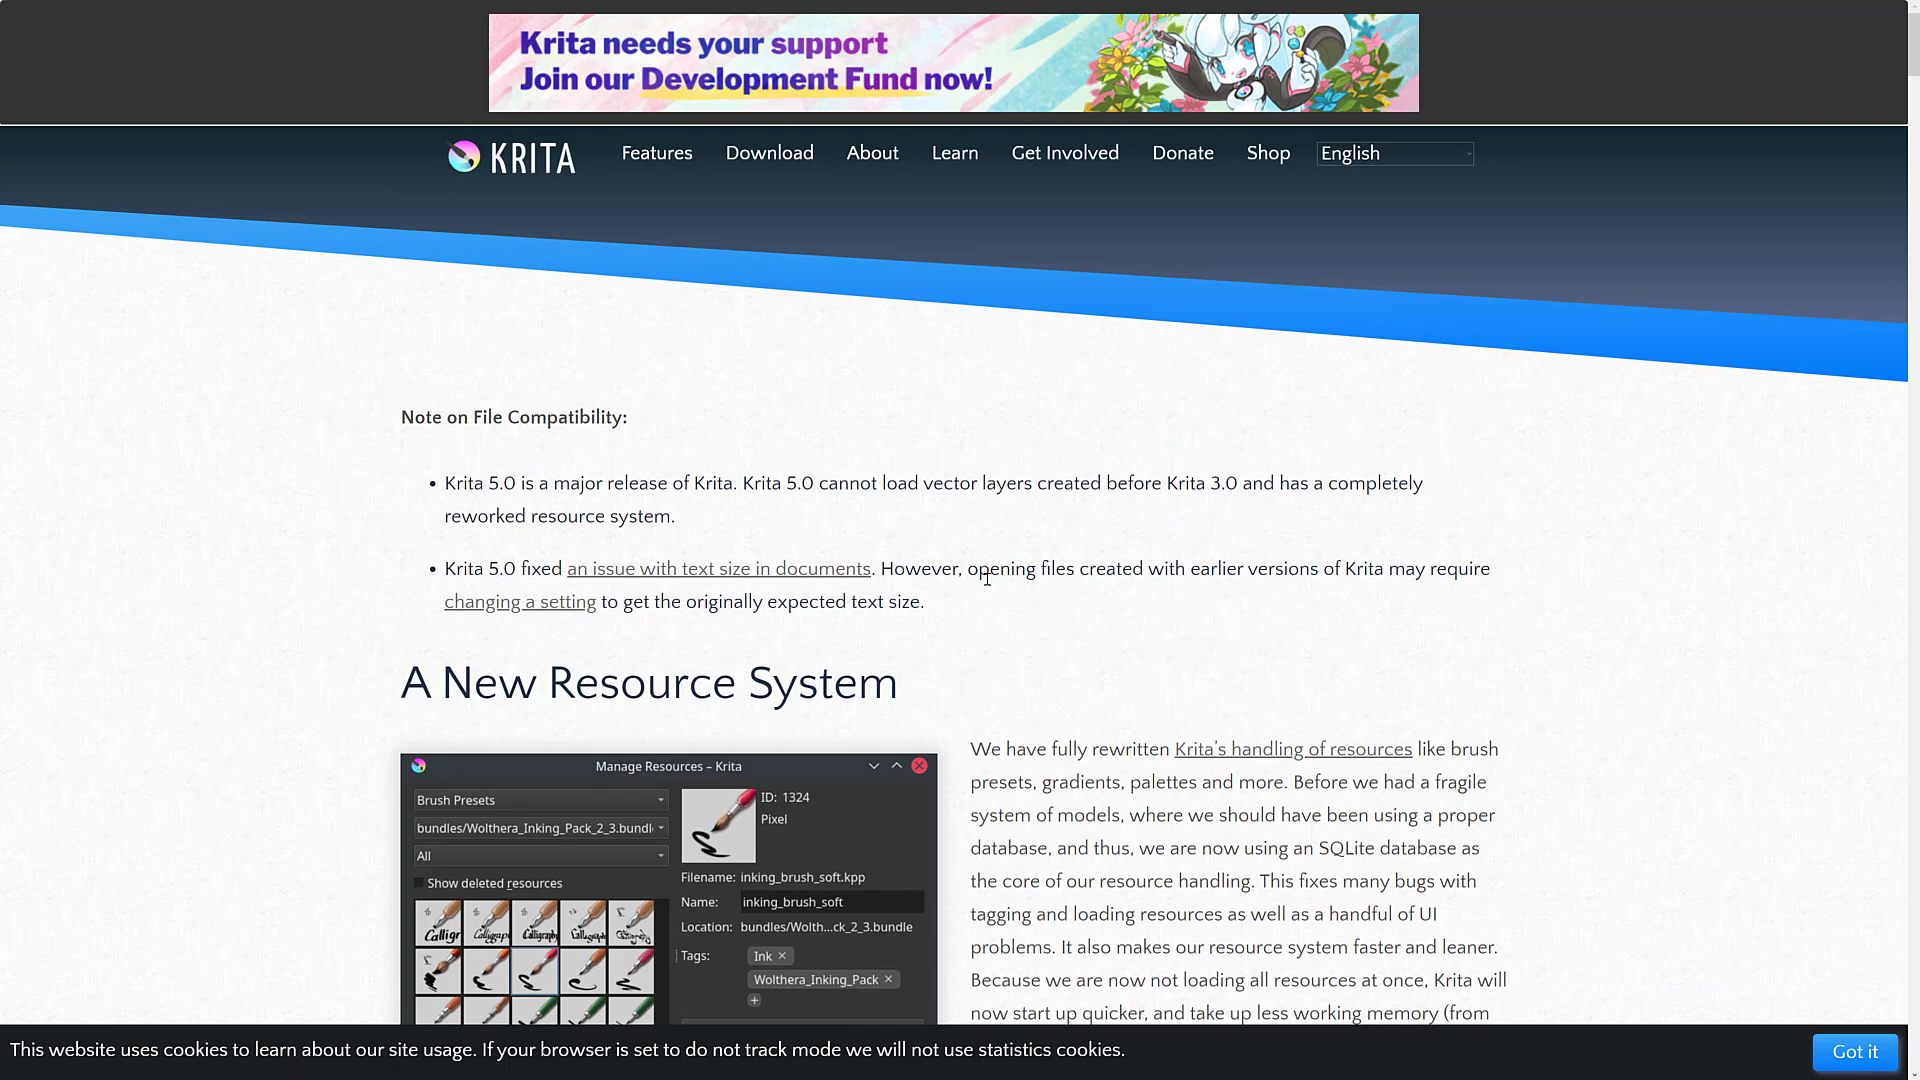 Krita needs your support
Join our Development Fund now!
KRITA
Features
Download
About
Learn
Get Involved
Donate
Shop
English
Note on File Compatibility:
• Krita 5.0 is a major release of Krita. Krita 5.0 cannot load vector layers created before Krita 3.0 and has a completely
reworked resource system.
• Krita 5.0 fixed an issue with text size in documents. However, opening files created with earlier versions of Krita may require
changing a setting to get the originally expected text size.
A New Resource System
Manage Resources – Krita
Brush Presets
bundles/Wolthera_Inking_Pack_2_3.bundl
All
Show deleted resources
ID: 1324
Pixel
Filename: inking_brush_soft.kpp
Name: inking_brush_soft
Location: bundles/Wolth...ck_2_3.bundle
Tags:
Ink
Wolthera_Inking_Pack
We have fully rewritten Krita’s handling of resources like brush
presets, gradients, palettes and more. Before we had a fragile
system of models, where we should have been using a proper
database, and thus, we are now using an SQLite database as
the core of our resource handling. This fixes many bugs with
tagging and loading resources as well as a handful of UI
problems. It also makes our resource system faster and leaner.
Because we are now not loading all resources at once, Krita will
now start up quicker, and take up less working memory (from
This website uses cookies to learn about our site usage. If your browser is set to do not track mode we will not use statistics cookies.
Got it